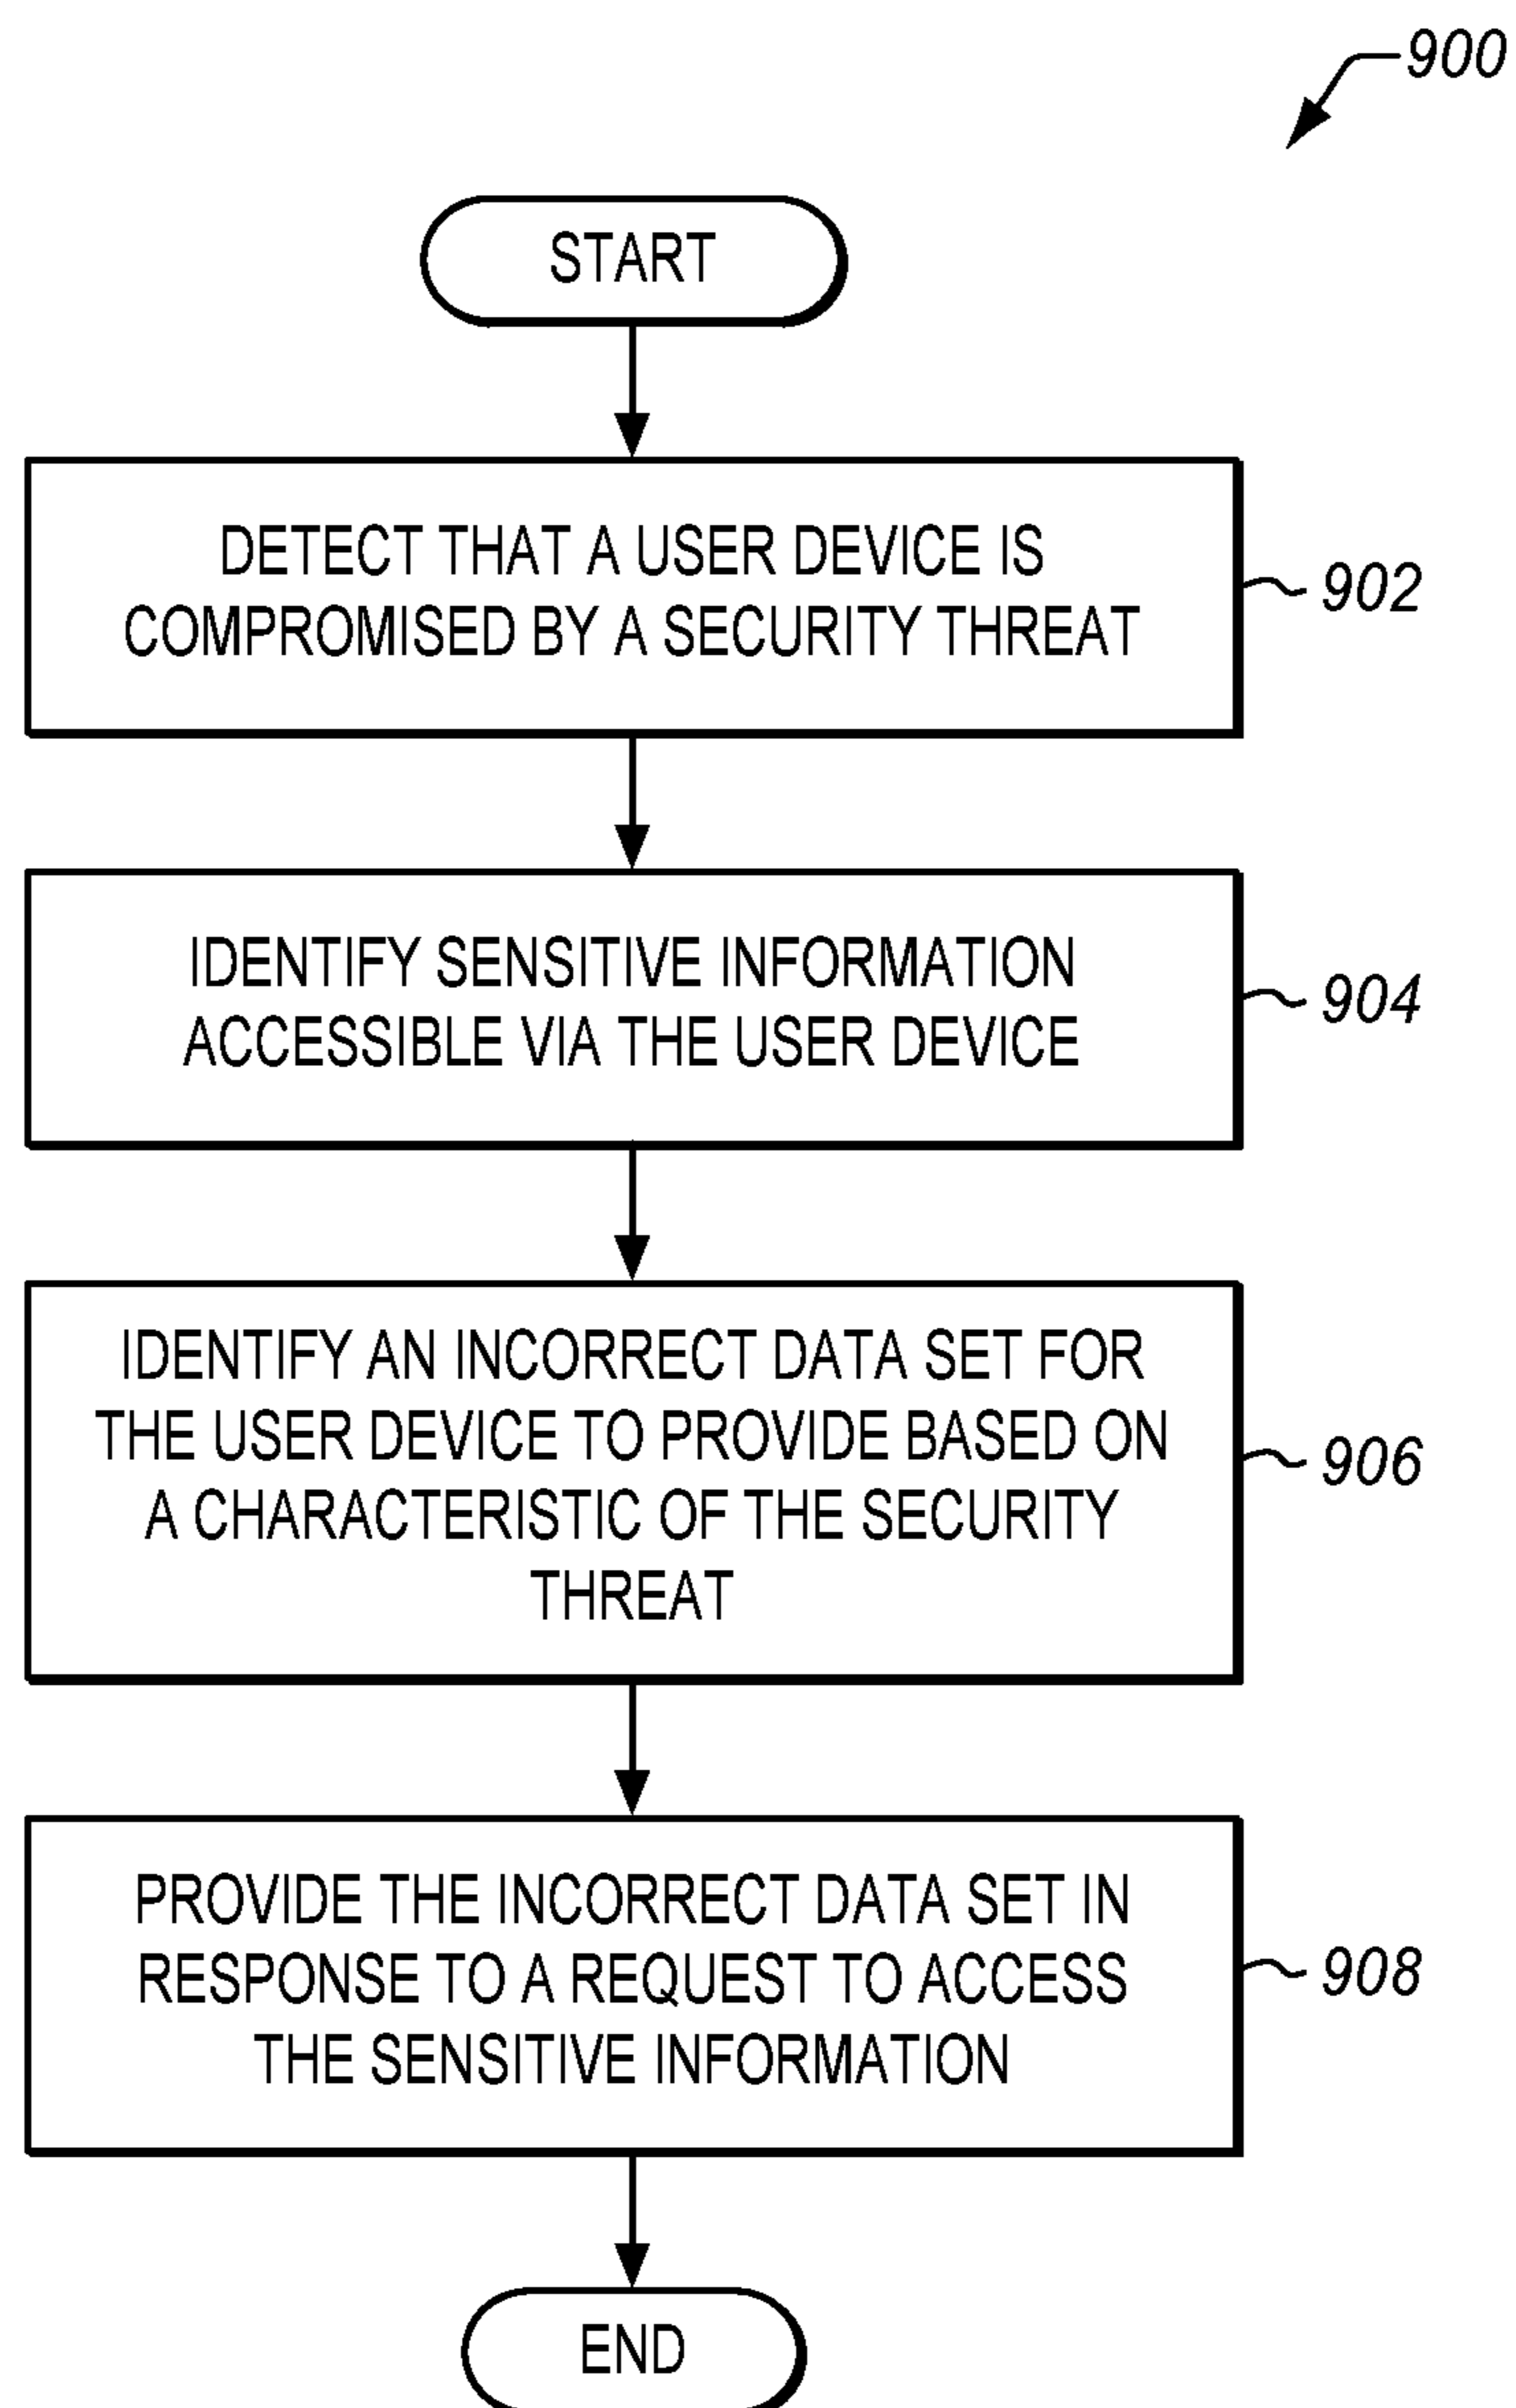 900
START
DETECT THAT A USER DEVICE IS
COMPROMISED BY A SECURITY THREAT
902
IDENTIFY SENSITIVE INFORMATION
ACCESSIBLE VIA THE USER DEVICE
904
IDENTIFY AN INCORRECT DATA SET FOR
THE USER DEVICE TO PROVIDE BASED ON
A CHARACTERISTIC OF THE SECURITY
THREAT
906
PROVIDE THE INCORRECT DATA SET IN
RESPONSE TO A REQUEST TO ACCESS
THE SENSITIVE INFORMATION
908
END